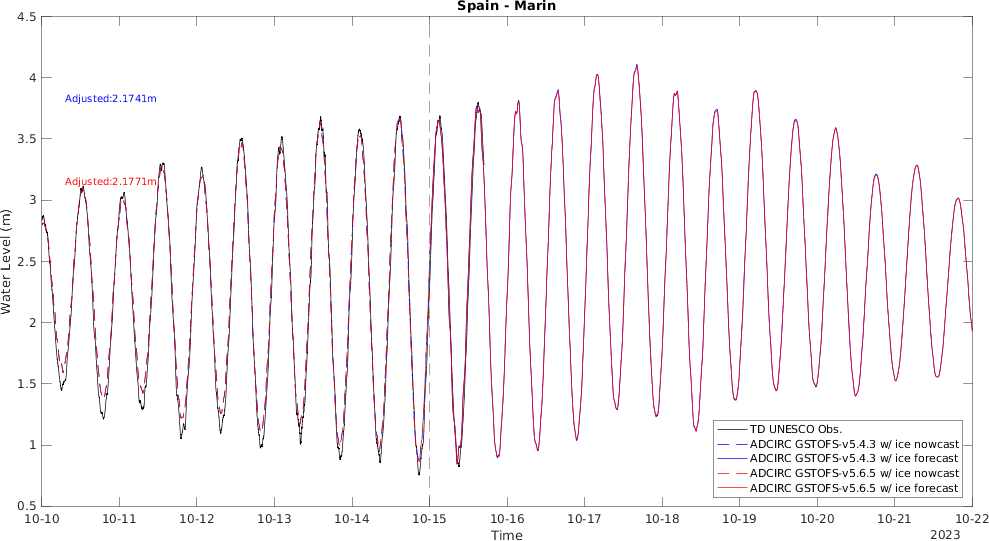 Spain - Marin
4.5
4
3.5
3
2.5
2
1.5
1
0.5
Water Level (m)
Adjusted:2.1741m
Adjusted:2.1771m
TD UNESCO Obs.
ADCIRC GSTOFS-v5.4.3 w/ ice nowcast
ADCIRC GSTOFS-v5.4.3 w/ ice forecast
ADCIRC GSTOFS-v5.6.5 w/ ice nowcast
ADCIRC GSTOFS-v5.6.5 w/ ice forecast
10-10 10-11 10-12 10-13 10-14 10-15 10-16 10-17 10-18 10-19 10-20 10-21 10-22
Time
2023